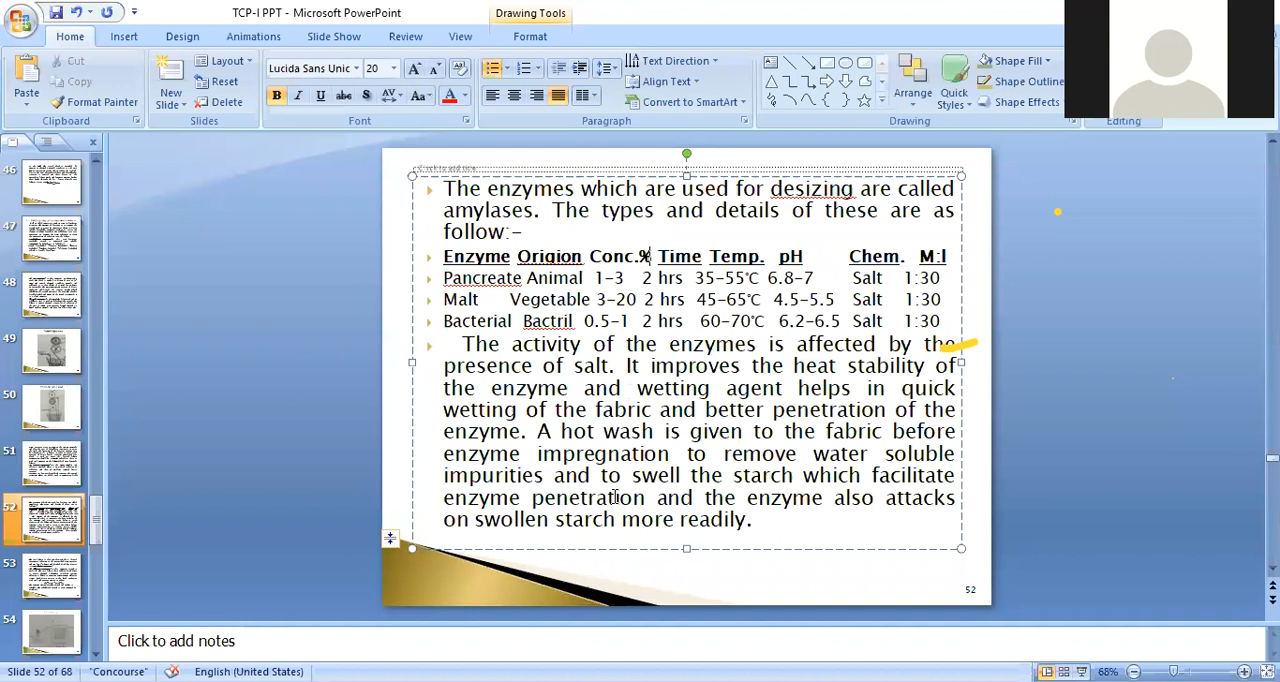 TCP-I PPT - Microsoft PowerPoint
Drawing Tools
Home Insert Design Slide Show Animations Review View Format
Paste
Cut
Copy
Format Painter
Clipboard
New Slide
Layout
Reset
Delete
Slides
Lucida Sans Unic 20
B I U abc S AV Aa A
Font
Text Direction
Align Text
Convert to SmartArt
Paragraph
Arrange
Quick Styles
Shape Fill
Shape Outline
Shape Effects
Drawing
Editing
46
47
48
49
50
51
52
53
54
Click to add title
The enzymes which are used for desizing are called
amylases. The types and details of these are as
follow:-
Enzyme Origion Conc.% Time Temp. pH Chem. M:l
Pancreate Animal 1-3 2 hrs 35-55℃ 6.8-7 Salt 1:30
Malt Vegetable 3-20 2 hrs 45-65℃ 4.5-5.5 Salt 1:30
Bacterial Bactril 0.5-1 2 hrs 60-70℃ 6.2-6.5 Salt 1:30
The activity of the enzymes is affected by the
presence of salt. It improves the heat stability of
the enzyme and wetting agent helps in quick
wetting of the fabric and better penetration of the
enzyme. A hot wash is given to the fabric before
enzyme impregnation to remove water soluble
impurities and to swell the starch which facilitate
enzyme penetration and the enzyme also attacks
on swollen starch more readily.
52
Click to add notes
Slide 52 of 68 "Concourse" English (United States) 68%